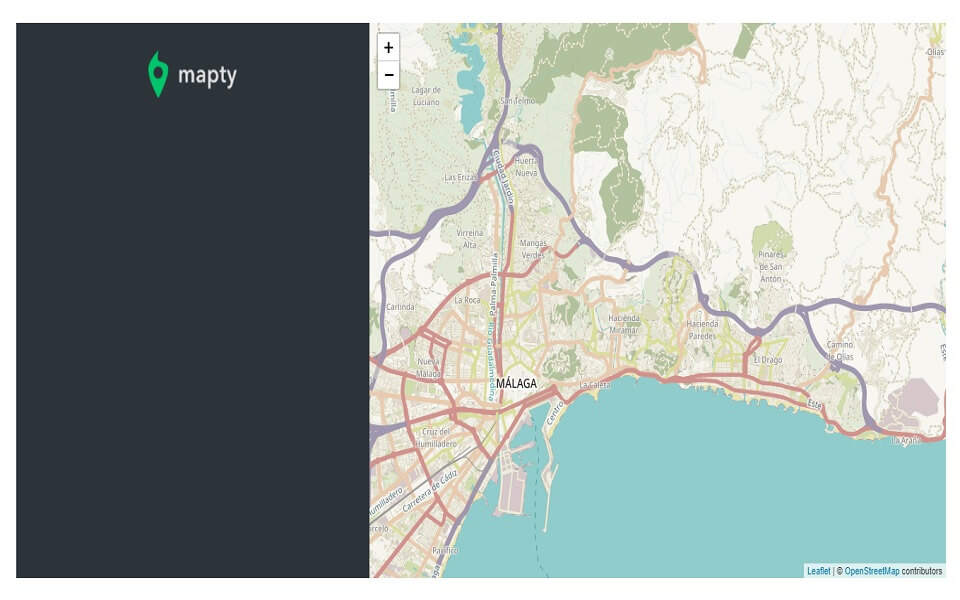 mapty
+
−
Lagar de
Luciano
San Telmo
Olías
Ciudad Jardín
Huerta
Nueva
Las Erizas
Virreina
Alta
Mangas
Verdes
Pinares
de San
Antón
Palma-Palmilla
Carlinda
La Roca
Río Guadalmedina
Hacienda
Miramar
Hacienda
Paredes
Camino
de Olías
Nueva
Málaga
El Drago
MÁLAGA
La Caleta
Centro
Este
Cruz del
Humilladero
La Araña
Carretera de Cádiz
Humilladero
Pacífico
Leaflet | © OpenStreetMap contributors